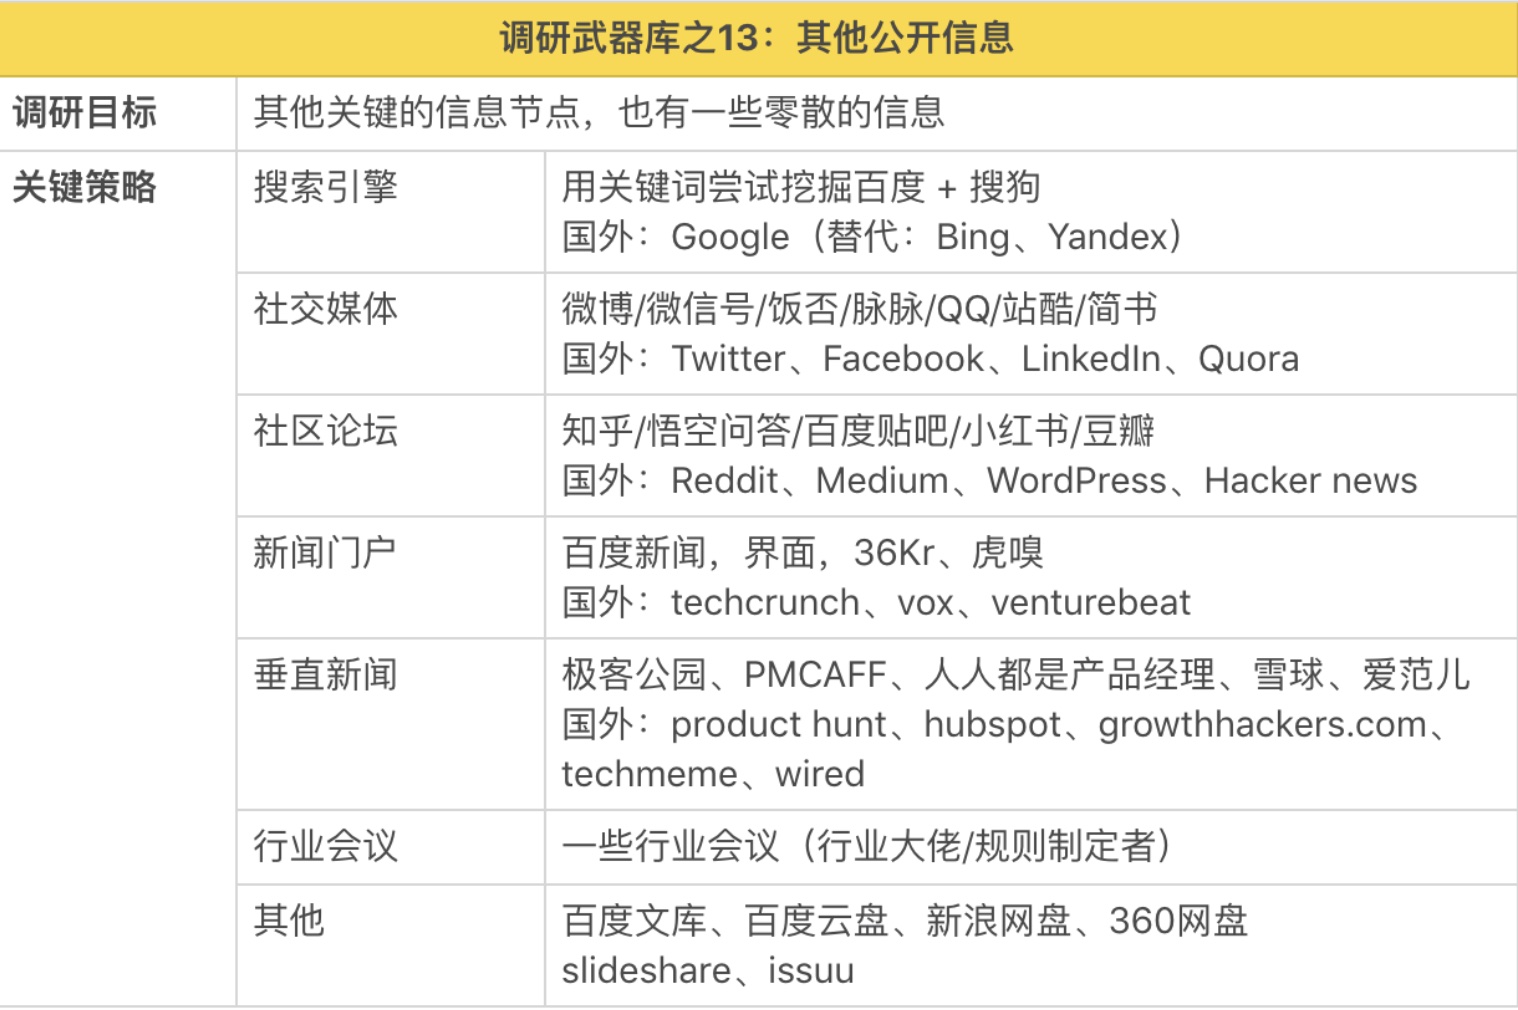 调研武器库之13：其他公开信息
调研目标
其他关键的信息节点，也有一些零散的信息
关键策略
搜索引擎
用关键词尝试挖掘百度 + 搜狗
国外：Google（替代：Bing、Yandex）
社交媒体
微博/微信号/饭否/脉脉/QQ/站酷/简书
国外：Twitter、Facebook、LinkedIn、Quora
社区论坛
知乎/悟空问答/百度贴吧/小红书/豆瓣
国外：Reddit、Medium、WordPress、Hacker news
新闻门户
百度新闻，界面，36Kr、虎嗅
国外：techcrunch、vox、venturebeat
垂直新闻
极客公园、PMCAFF、人人都是产品经理、雪球、爱范儿
国外：product hunt、hubspot、growthhackers.com、
techmeme、wired
行业会议
一些行业会议（行业大佬/规则制定者）
其他
百度文库、百度云盘、新浪网盘、360网盘
slideshare、issuu